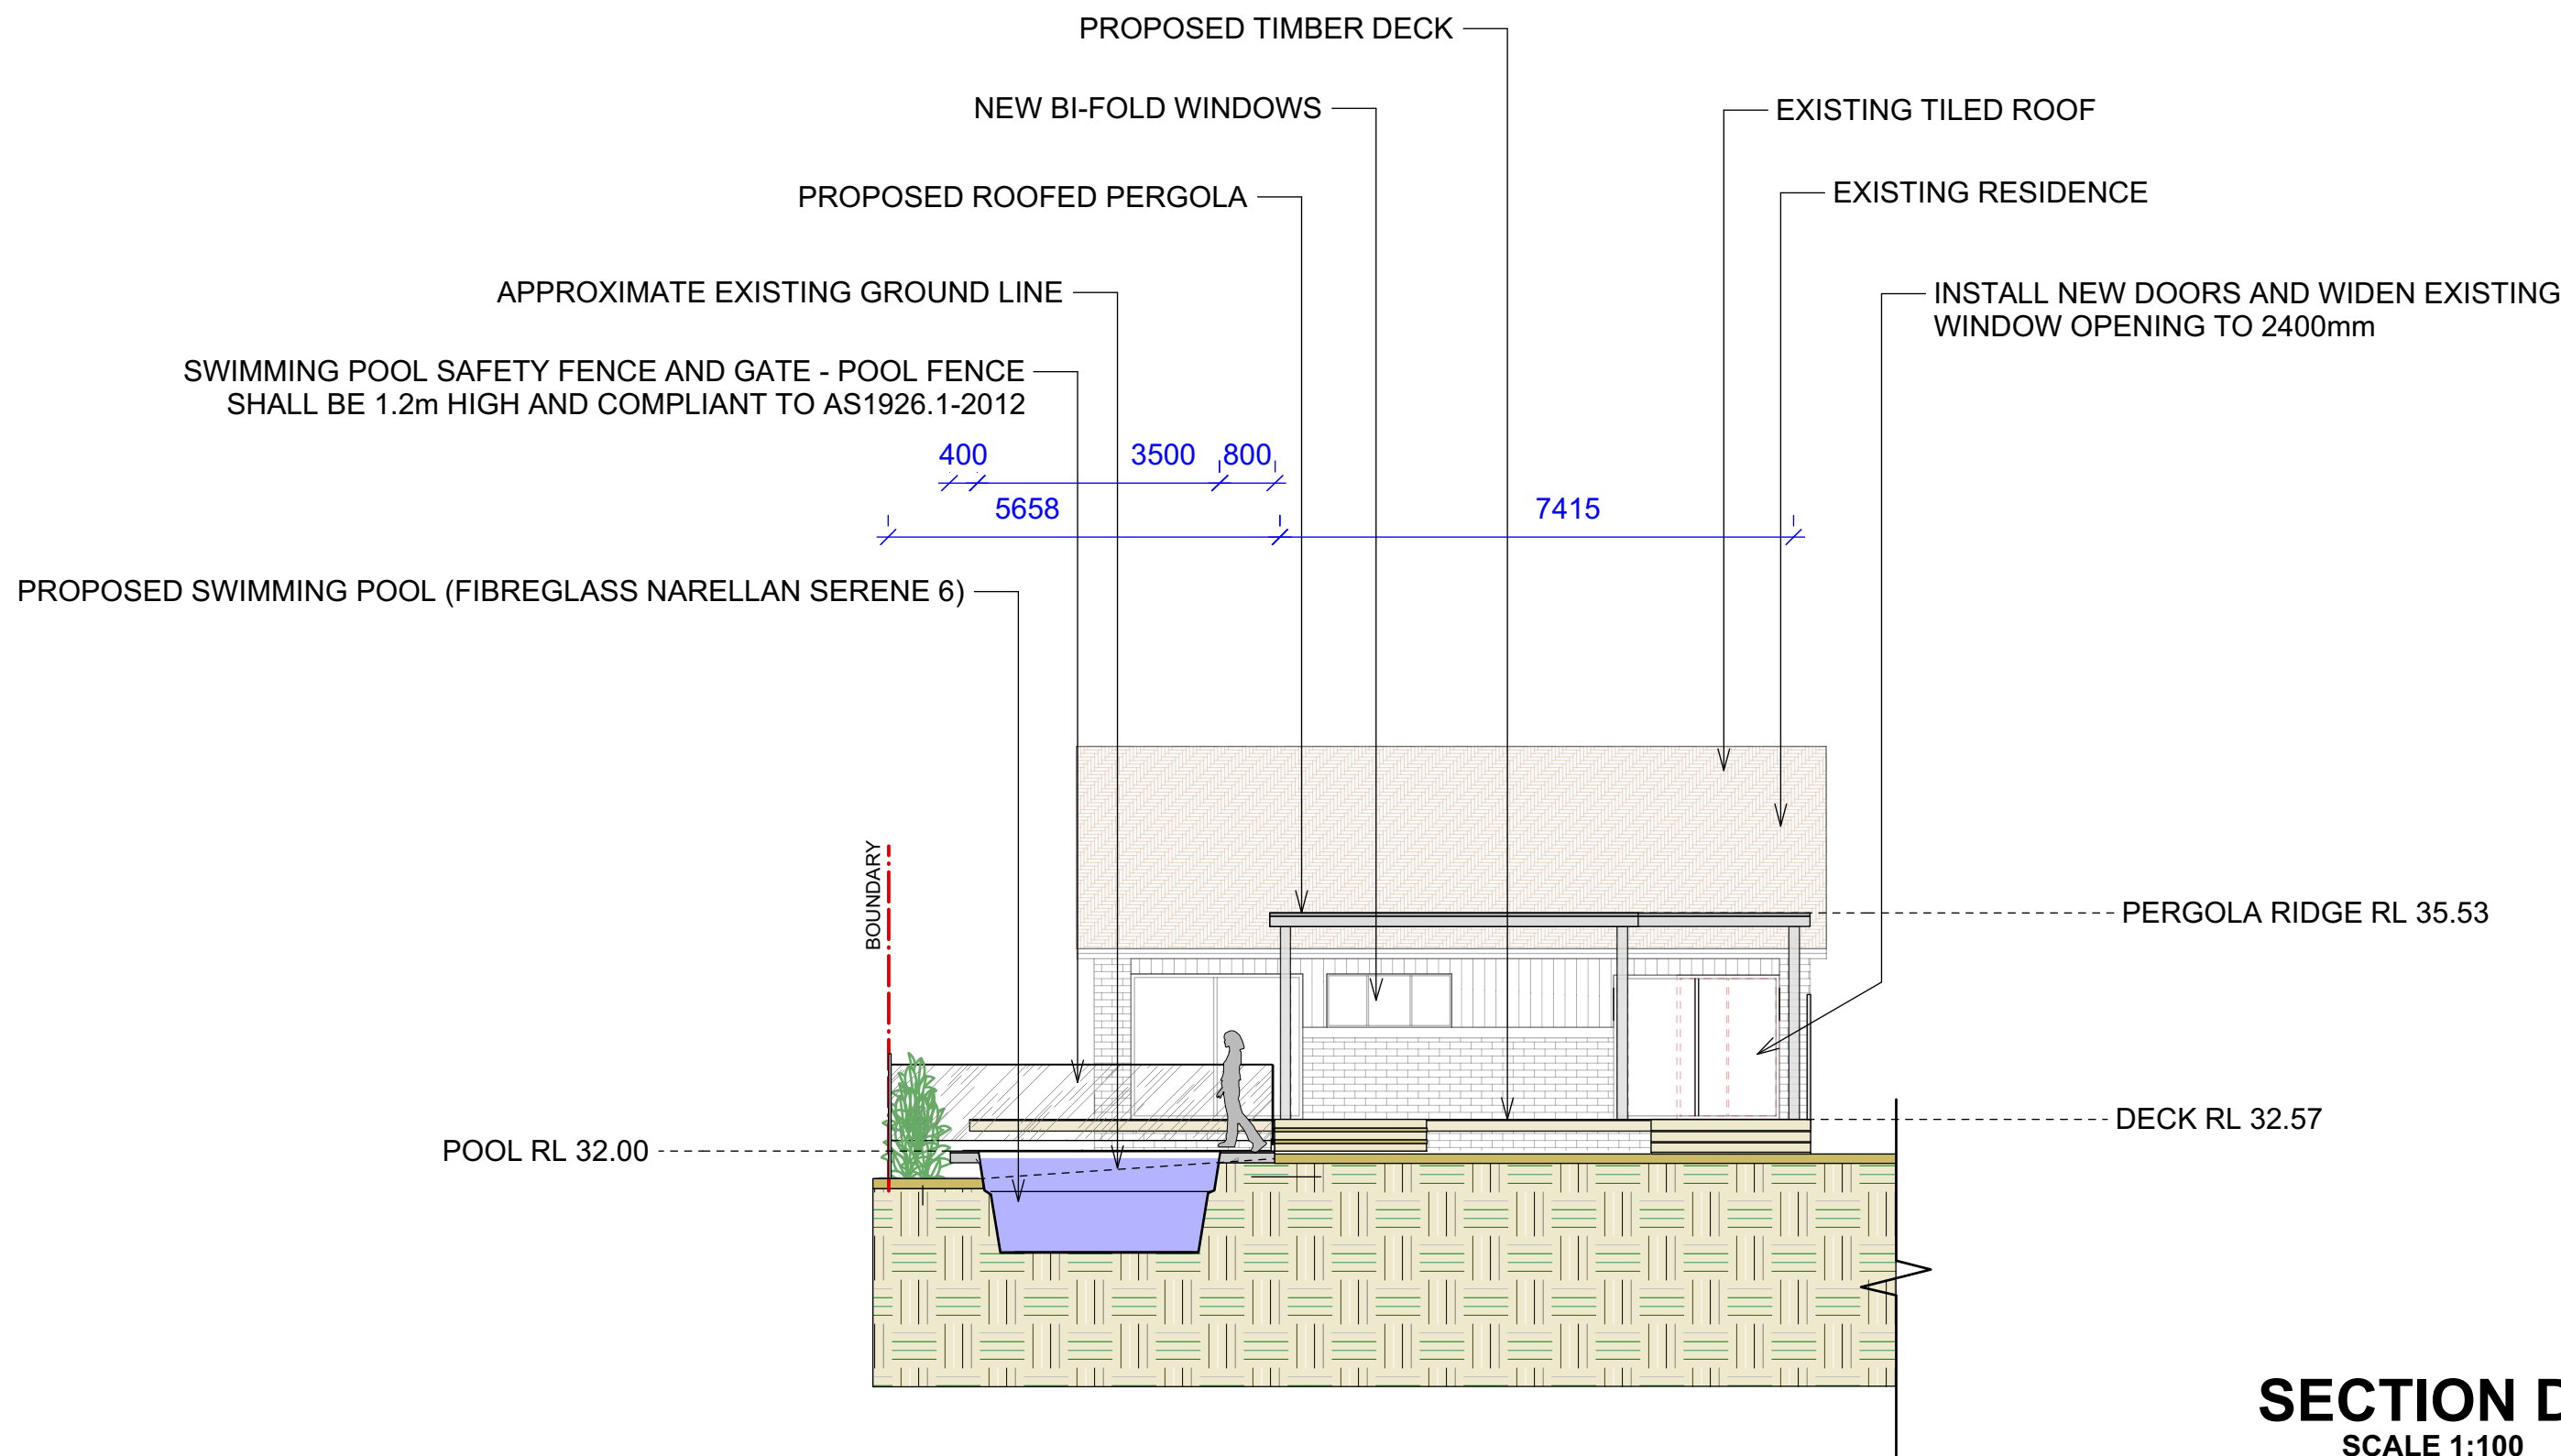 PROPOSED TIMBER DECK
NEW BI-FOLD WINDOWS
EXISTING TILED ROOF
PROPOSED ROOFED PERGOLA
EXISTING RESIDENCE
APPROXIMATE EXISTING GROUND LINE
INSTALL NEW DOORS AND WIDEN EXISTING
WINDOW OPENING TO 2400mm
SWIMMING POOL SAFETY FENCE AND GATE - POOL FENCE
SHALL BE 1.2m HIGH AND COMPLIANT TO AS1926.1-2012
400 3500 800
5658 7415
PROPOSED SWIMMING POOL (FIBREGLASS NARELLAN SERENE 6)
BOUNDARY
PERGOLA RIDGE RL 35.53
DECK RL 32.57
POOL RL 32.00
SECTION D
SCALE 1:100